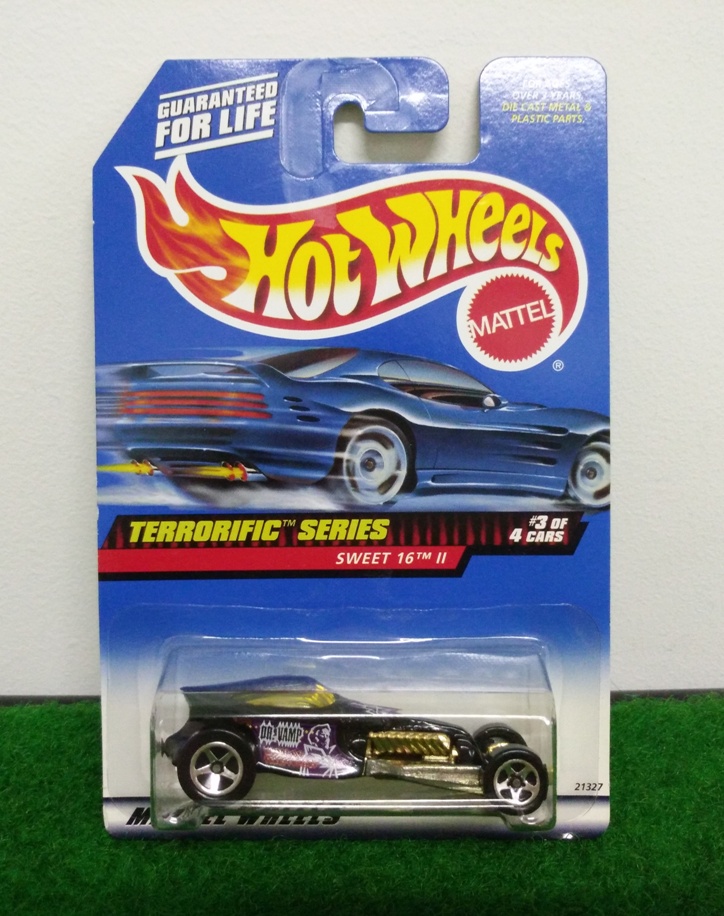 GUARANTEED
FOR LIFE
OVER 3 YEARS.
DIE CAST METAL &
PLASTIC PARTS.
HOT WHEELS
MATTEL
®
TERRORIFIC™ SERIES
#3 OF
4 CARS
SWEET 16™ II
DR. VAMP
21327
WHEELS